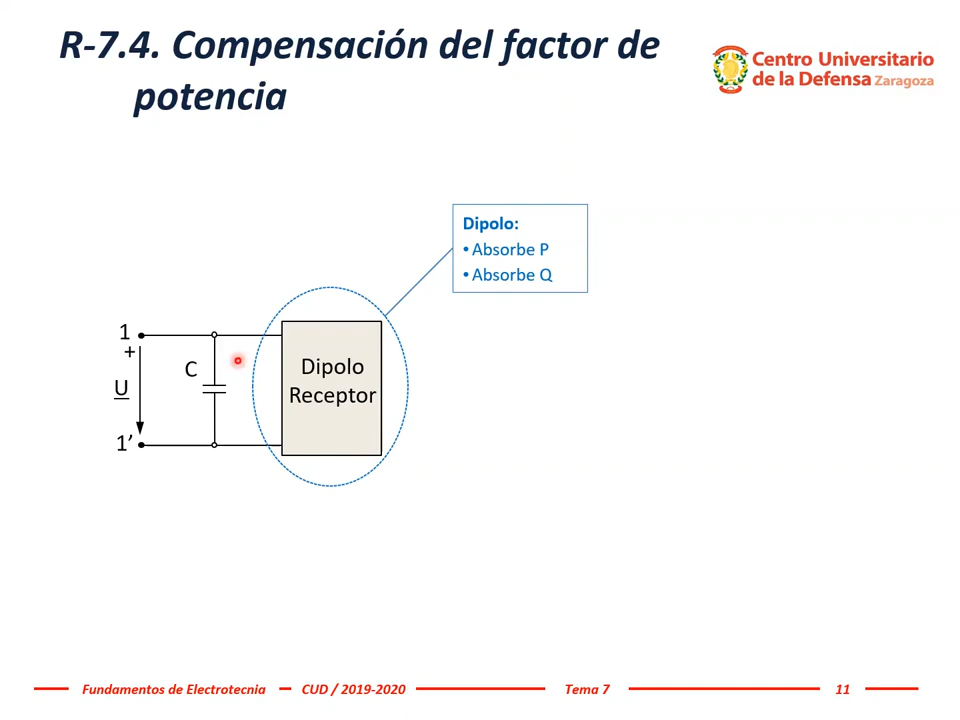 R-7.4. Compensación del factor de
potencia
Centro Universitario
de la Defensa Zaragoza
Dipolo:
• Absorbe P
• Absorbe Q
1
+
U
1’
C
Dipolo
Receptor
Fundamentos de Electrotecnia CUD / 2019-2020 Tema 7 11